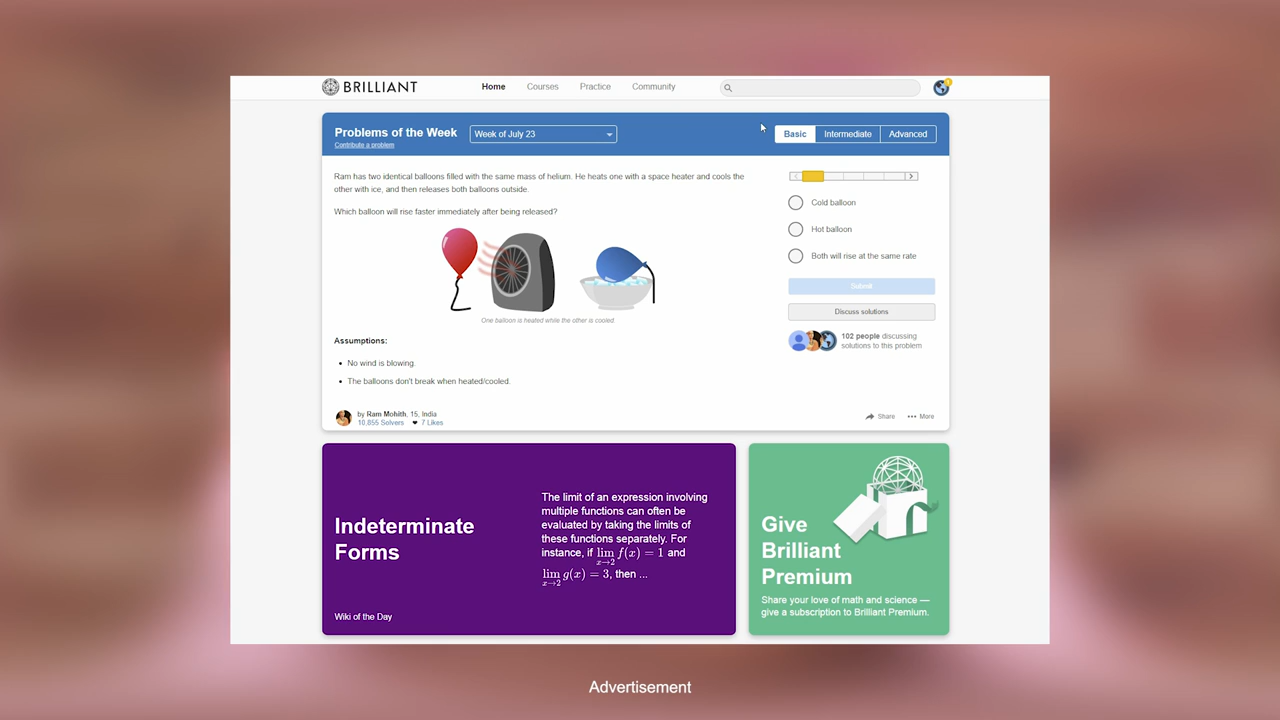 BRILLIANT
Home Courses Practice Community
1
Problems of the Week
Week of July 23
Basic Intermediate Advanced
Contribute a problem
Ram has two identical balloons filled with the same mass of helium. He heats one with a space heater and cools the
other with ice, and then releases both balloons outside.
Which balloon will rise faster immediately after being released?
One balloon is heated while the other is cooled.
Assumptions:
No wind is blowing.
The balloons don't break when heated/cooled.
by Ram Mohith, 15, India
10,855 Solvers 7 Likes
Cold balloon
Hot balloon
Both will rise at the same rate
Submit
Discuss solutions
102 people discussing
solutions to this problem
Share More
Indeterminate
Forms
Wiki of the Day
The limit of an expression involving
multiple functions can often be
evaluated by taking the limits of
these functions separately. For
instance, if lim x→2 f(x) = 1 and
lim x→2 g(x) = 3, then ...
Give
Brilliant
Premium
Share your love of math and science —
give a subscription to Brilliant Premium.
Advertisement